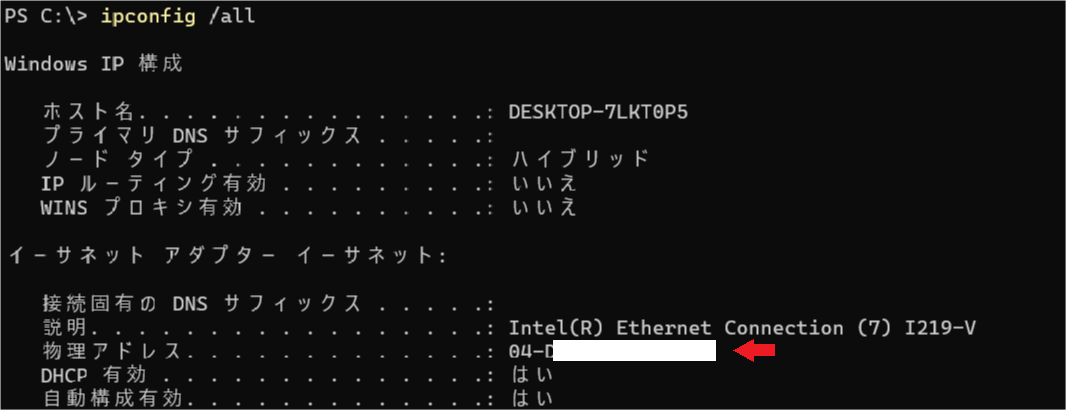 PS C:\> ipconfig /all
Windows IP 構成
ホスト名. . . . . . . . . . . . . . . .: DESKTOP-7LKT0P5
プライマリ DNS サフィックス . . . . . .:
ノード タイプ . . . . . . . . . . . . .: ハイブリッド
IP ルーティング有効 . . . . . . . . . .: いいえ
WINS プロキシ有効 . . . . . . . . . . .: いいえ
イーサネット アダプター イーサネット:
接続固有の DNS サフィックス . . . . . .:
説明. . . . . . . . . . . . . . . . . .: Intel(R) Ethernet Connection (7) I219-V
物理アドレス. . . . . . . . . . . . . .: 04-D
DHCP 有効 . . . . . . . . . . . . . . .: はい
自動構成有効. . . . . . . . . . . . . .: はい